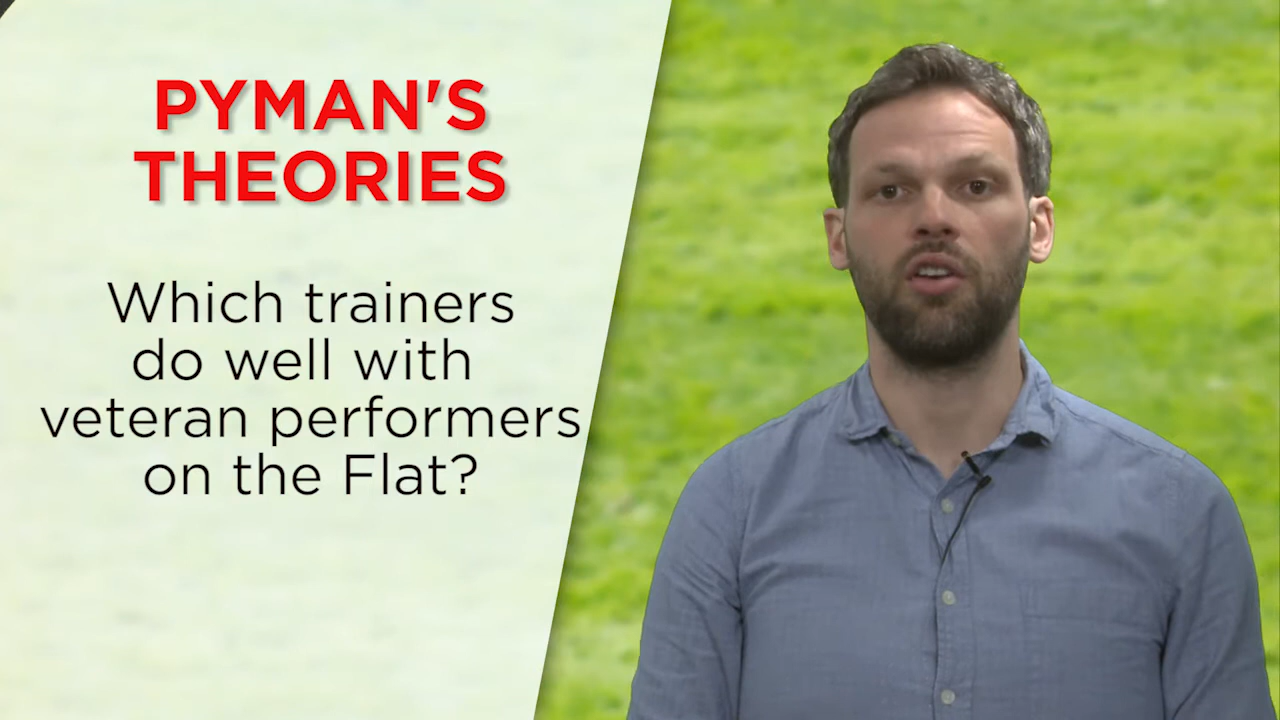 PYMAN'S
THEORIES
Which trainers
do well with
veteran performers
on the Flat?